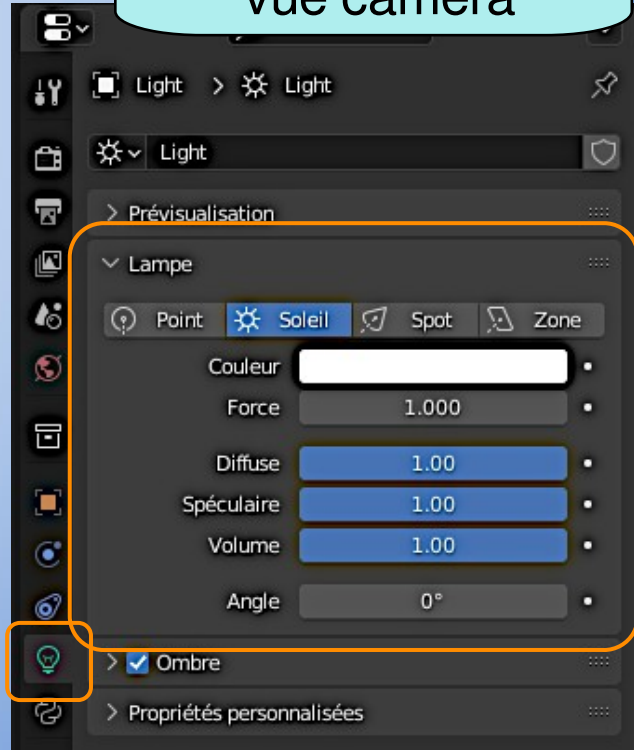 vue caméra
Light > Light
Light
> Prévisualisation
Lampe
Point Soleil Spot Zone
Couleur
Force 1.000
Diffuse 1.00
Spéculaire 1.00
Volume 1.00
Angle 0°
> Ombre
> Propriétés personnalisées